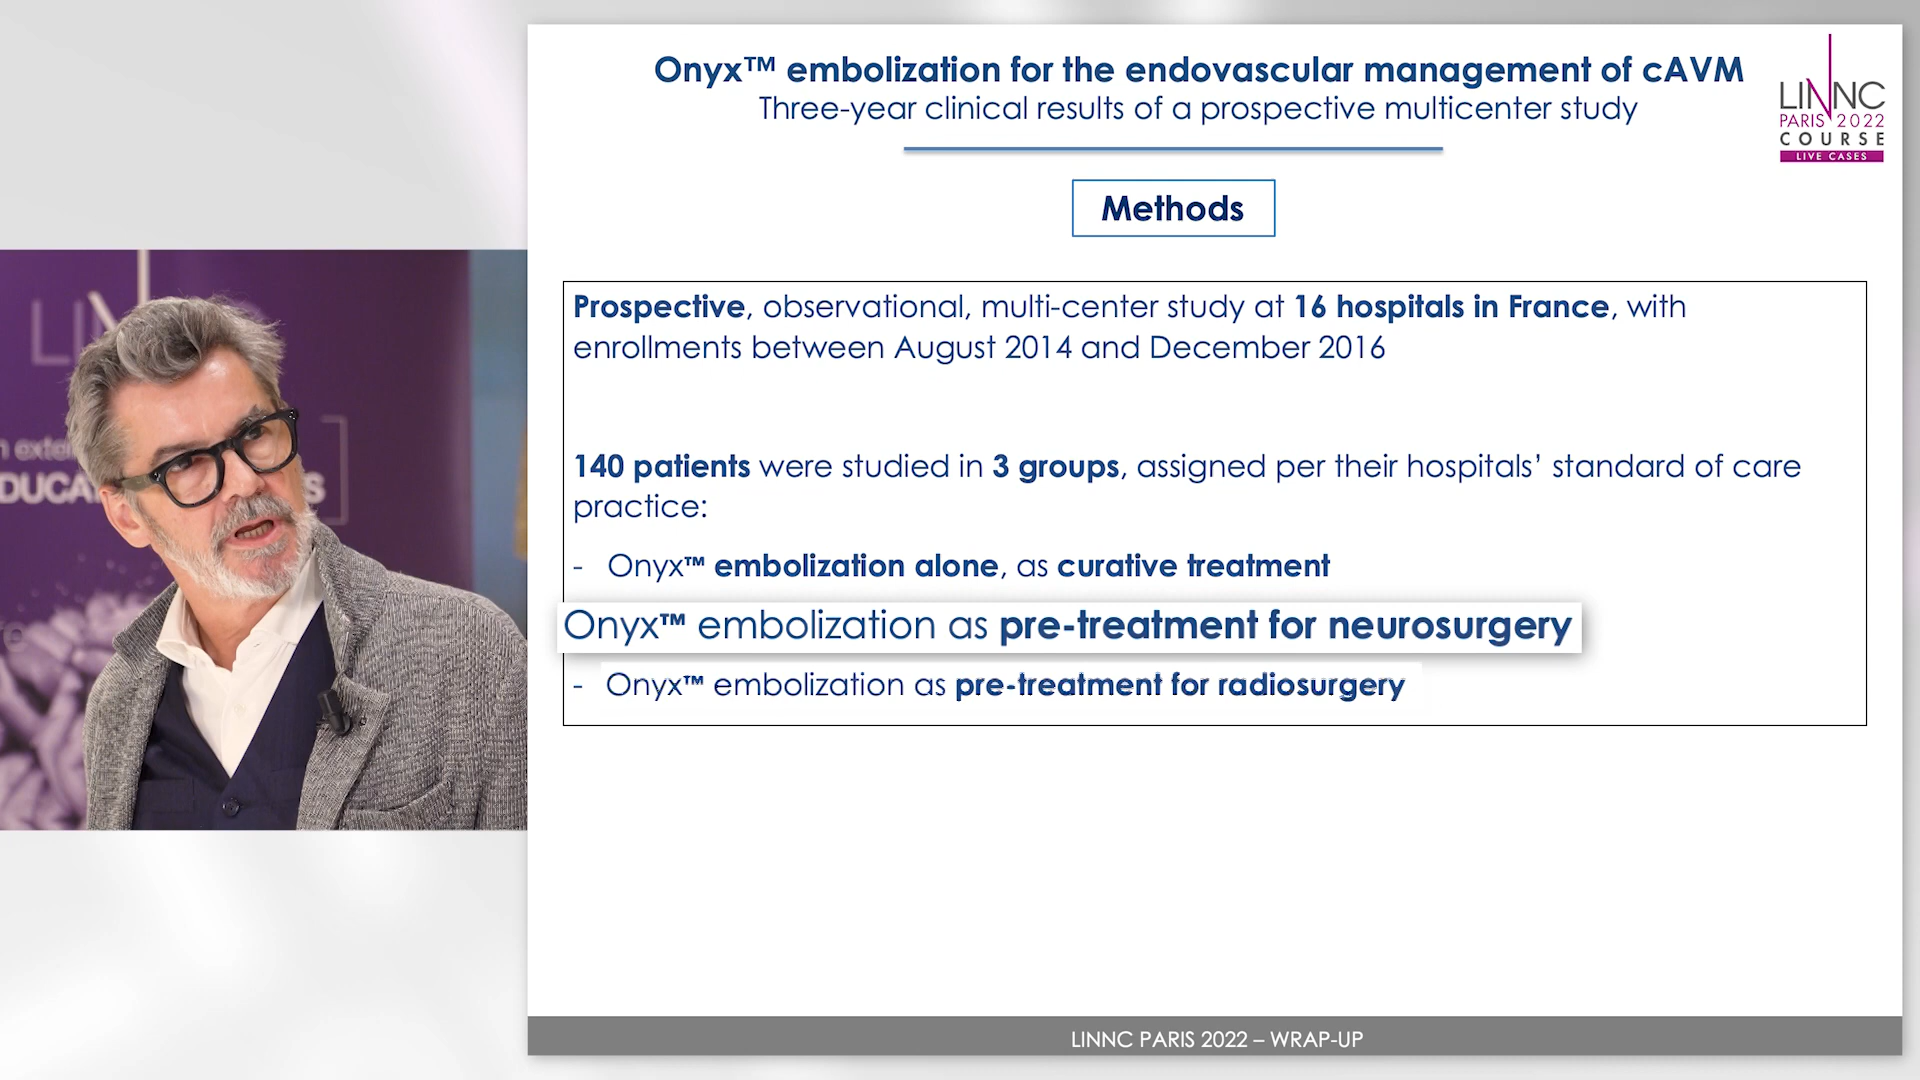 Onyx™ embolization for the endovascular management of cAVM
Three-year clinical results of a prospective multicenter study
LINNC
PARIS 2022
COURSE
LIVE CASES
Methods
Prospective, observational, multi-center study at 16 hospitals in France, with
enrollments between August 2014 and December 2016
140 patients were studied in 3 groups, assigned per their hospitals’ standard of care
practice:
- Onyx™ embolization alone, as curative treatment
Onyx™ embolization as pre-treatment for neurosurgery
- Onyx™ embolization as pre-treatment for radiosurgery
LINNC PARIS 2022 – WRAP-UP